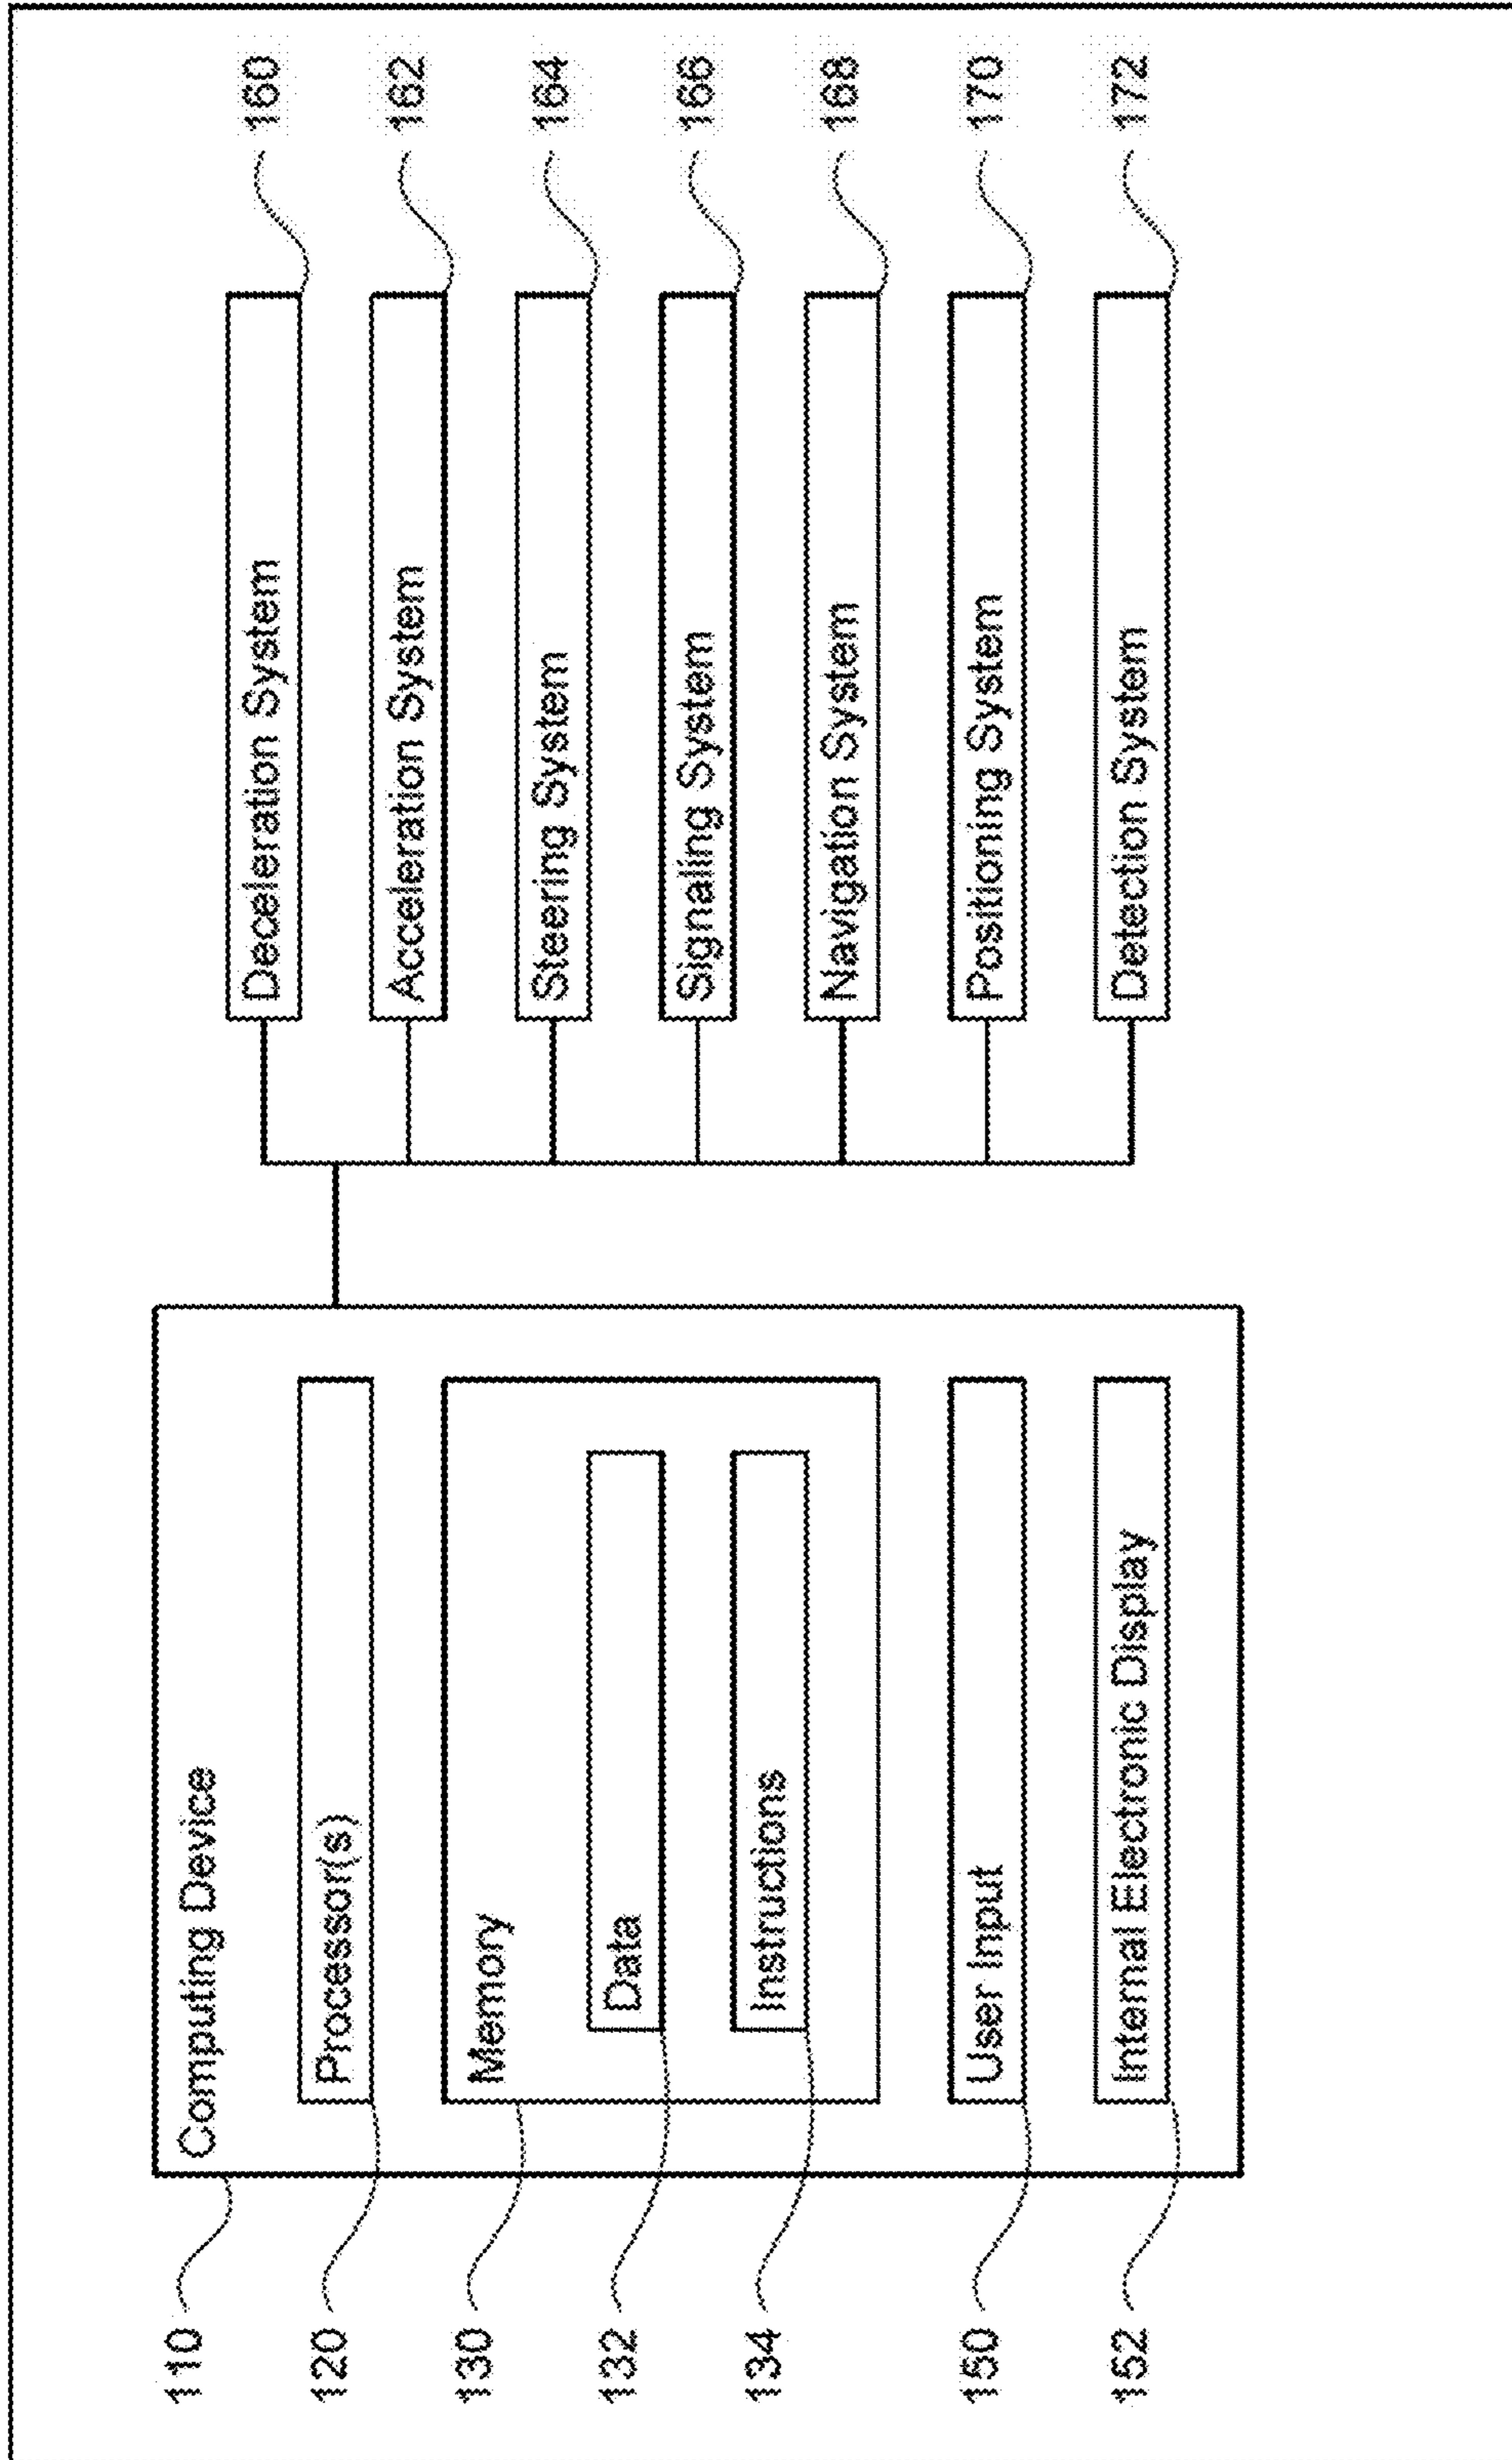 110
Computing Device
120
Processor(s)
130
Memory
132
Data
134
Instructions
150
User Input
152
Internal Electronic Display
Deceleration System
160
Acceleration System
162
Steering System
164
Signaling System
166
Navigation System
168
Positioning System
170
Detection System
172